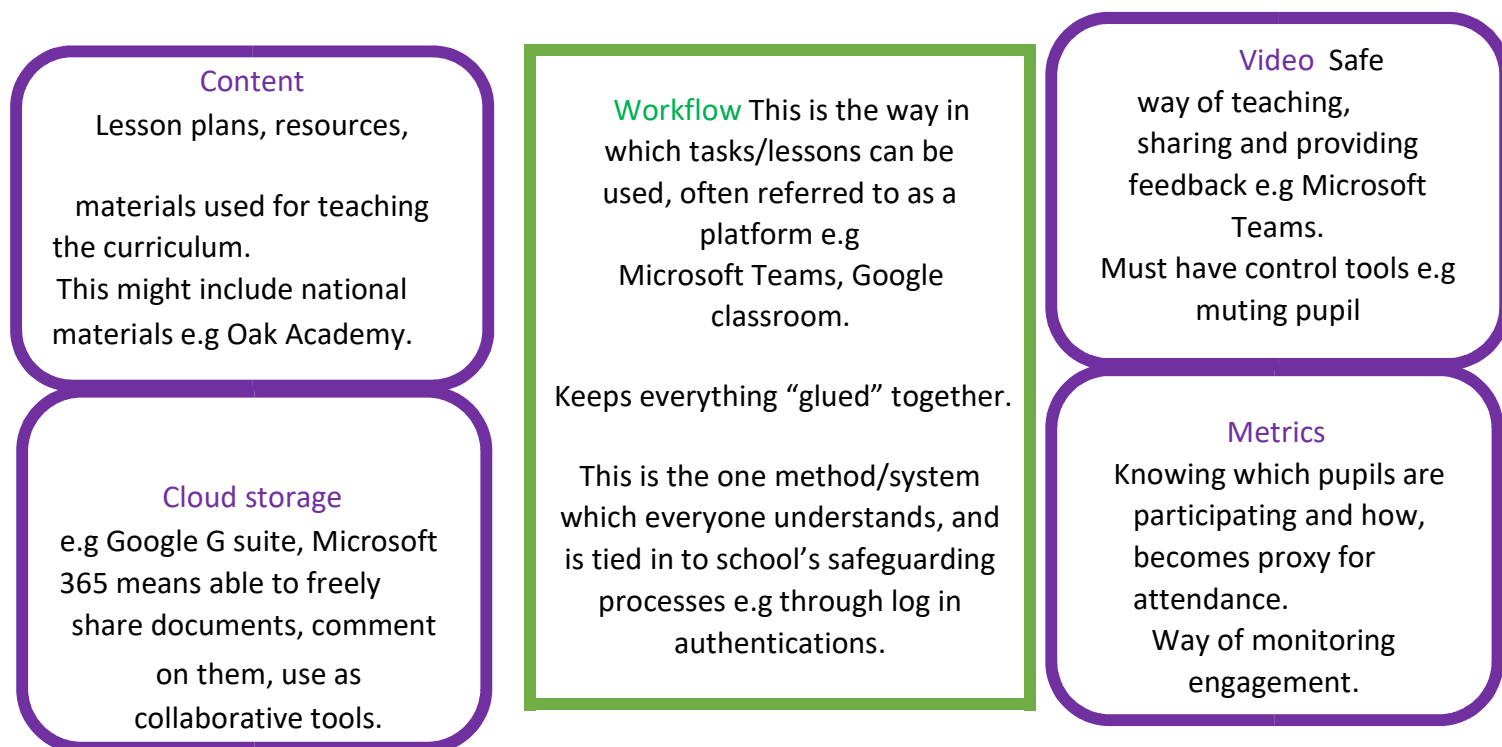 Content
Lesson plans, resources,
materials used for teaching
the curriculum.
This might include national
materials e.g Oak Academy.
Cloud storage
e.g Google G suite, Microsoft
365 means able to freely
share documents, comment
on them, use as
collaborative tools.
Workflow This is the way in
which tasks/lessons can be
used, often referred to as a
platform e.g
Microsoft Teams, Google
classroom.
Keeps everything “glued” together.
This is the one method/system
which everyone understands, and
is tied in to school’s safeguarding
processes e.g through log in
authentications.
Video Safe
way of teaching,
sharing and providing
feedback e.g Microsoft
Teams.
Must have control tools e.g
muting pupil
Metrics
Knowing which pupils are
participating and how,
becomes proxy for
attendance.
Way of monitoring
engagement.